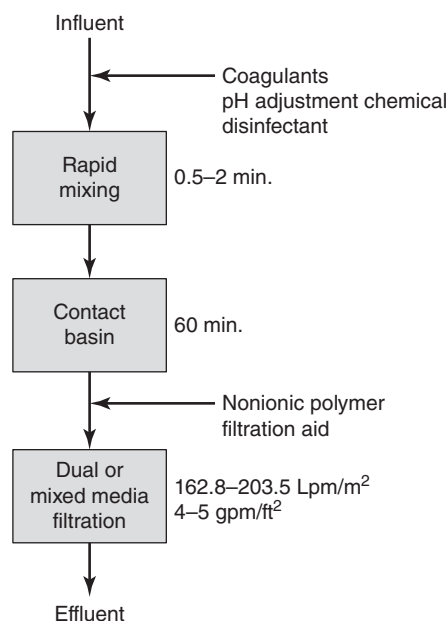 Influent
Coagulants
pH adjustment chemical
disinfectant
Rapid
mixing
0.5–2 min.
Contact
basin
60 min.
Nonionic polymer
filtration aid
Dual or
mixed media
filtration
162.8–203.5 Lpm/m²
4–5 gpm/ft²
Effluent